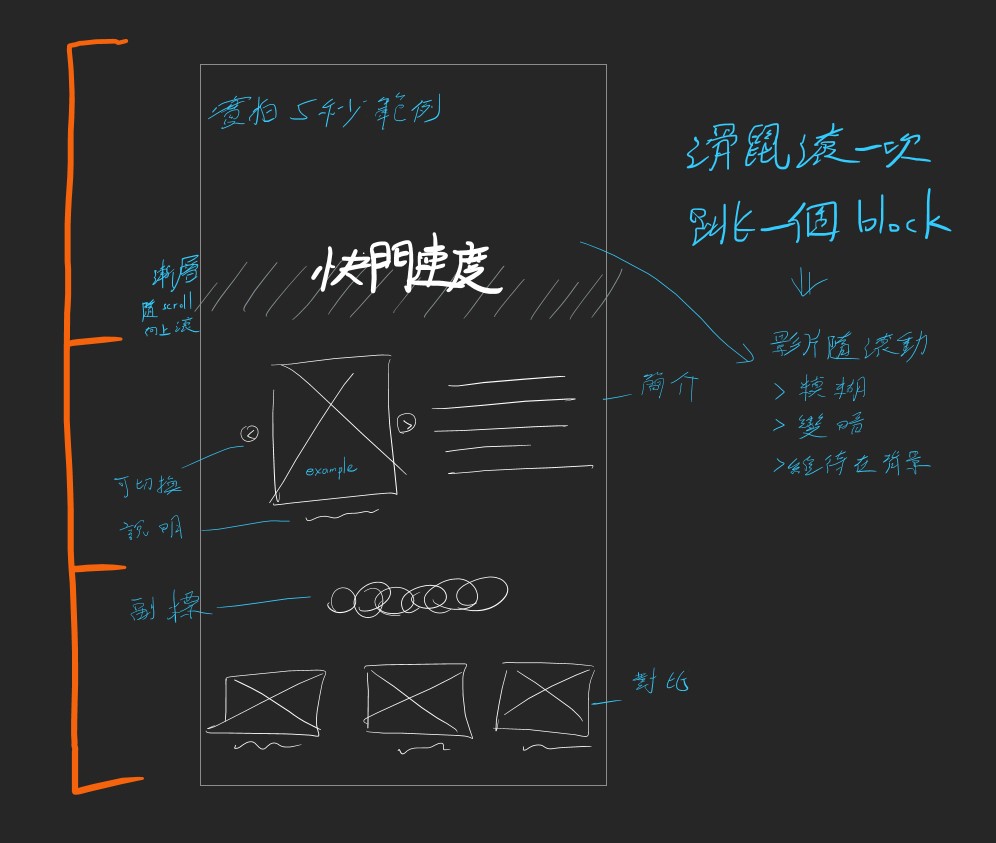 實拍 5 秒 範例
快門速度
漸層
隨 scroll
向上滾
<
>
example
可切換
說明
簡介
副標
對比
滑鼠滾一次
跳一個 block
影片隨滾動
> 模糊
> 變暗
>維持在背景